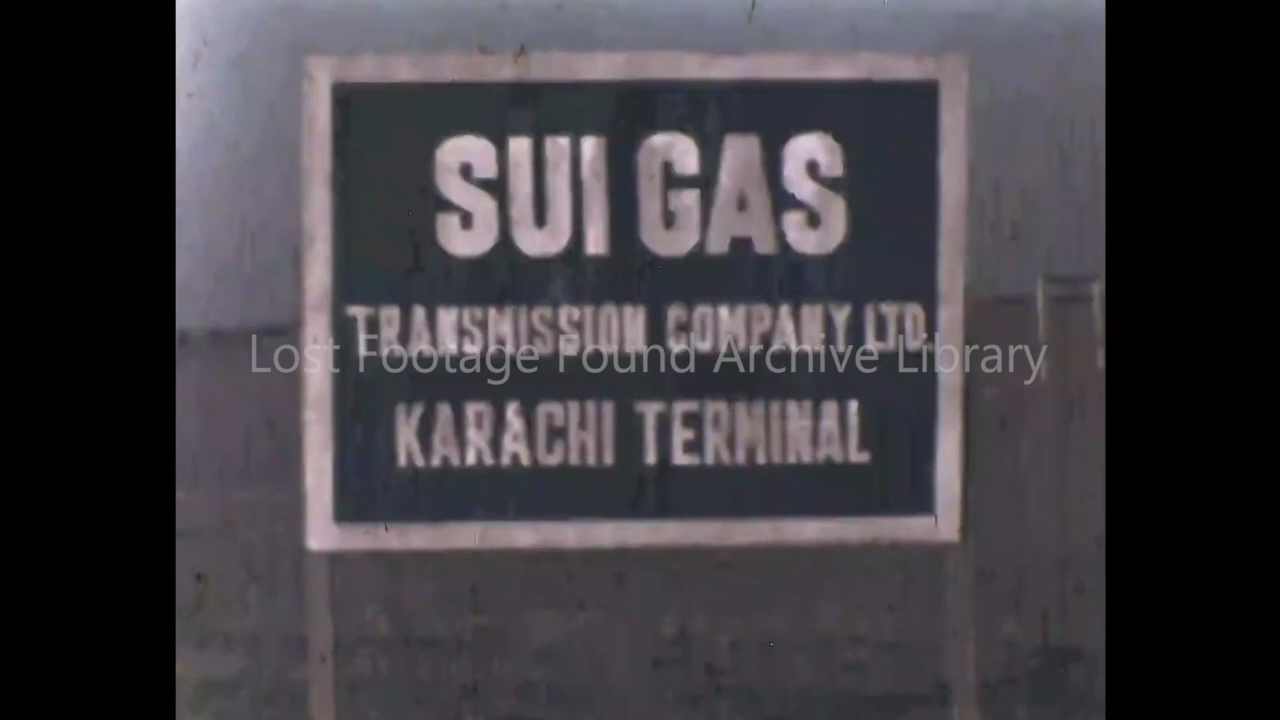 SUI GAS
TRANSMISSION COMPANY LTD.
Lost Footage Found Archive Library
KARACHI TERMINAL